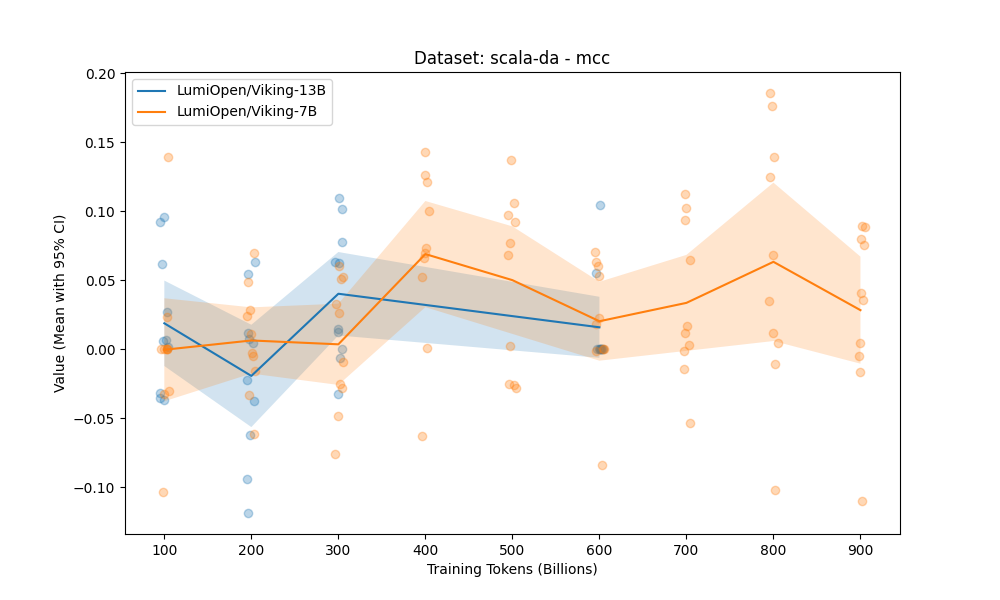 Dataset: scala-da - mcc
LumiOpen/Viking-13B
LumiOpen/Viking-7B
Value (Mean with 95% CI)
0.20
0.15
0.10
0.05
0.00
−0.05
−0.10
100 200 300 400 500 600 700 800 900
Training Tokens (Billions)